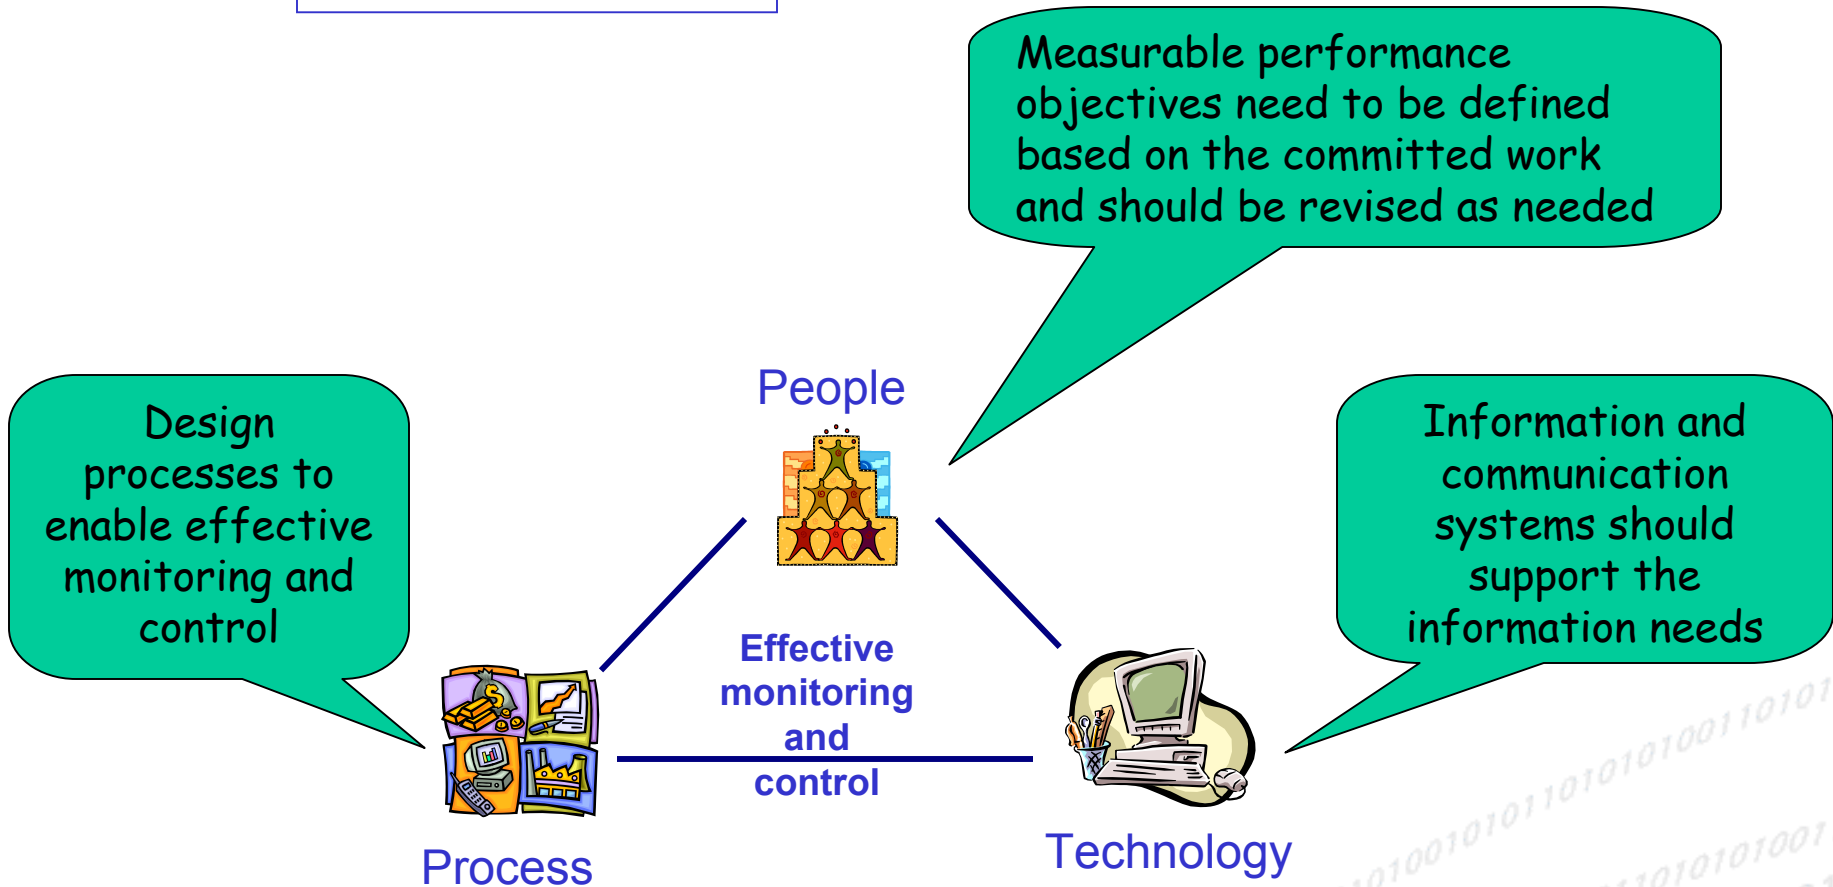 Measurable performance
objectives need to be defined
based on the committed work
and should be revised as needed
People
Design
processes to
enable effective
monitoring and
control
Information and
communication
systems should
support the
information needs
Effective
monitoring
and
control
Process
Technology